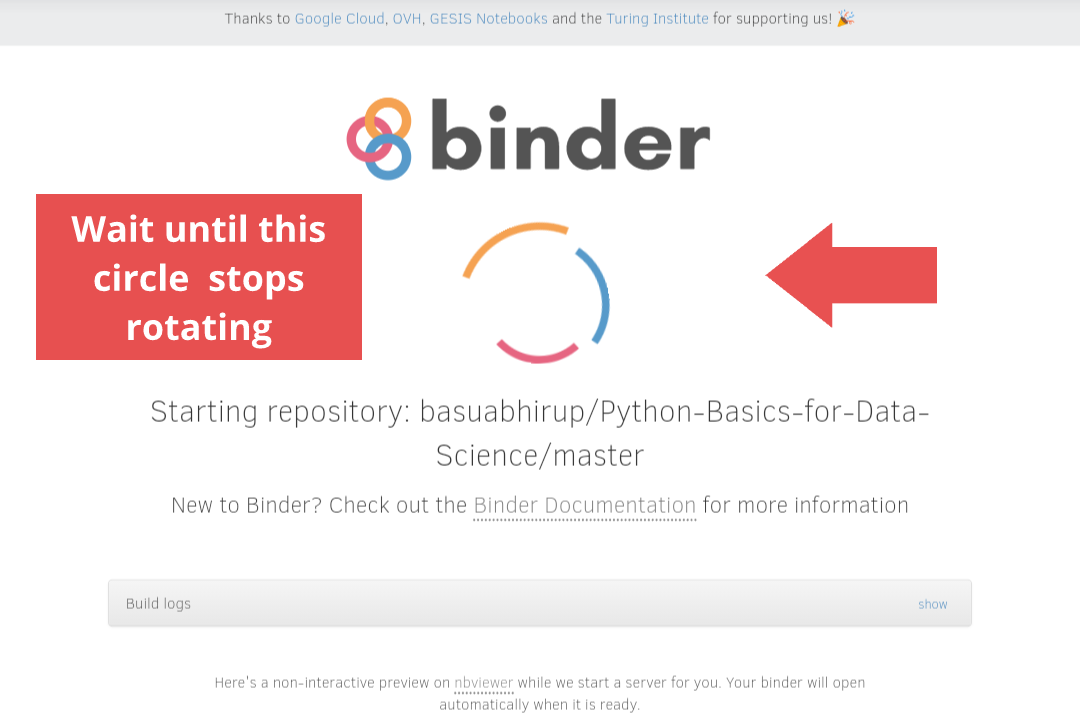 Thanks to Google Cloud, OVH, GESIS Notebooks and the Turing Institute for supporting us! 🎉
binder
Wait until this
circle stops
rotating
Starting repository: basuabhirup/Python-Basics-for-Data-
Science/master
New to Binder? Check out the Binder Documentation for more information
Build logs show
Here's a non-interactive preview on nbviewer while we start a server for you. Your binder will open
automatically when it is ready.